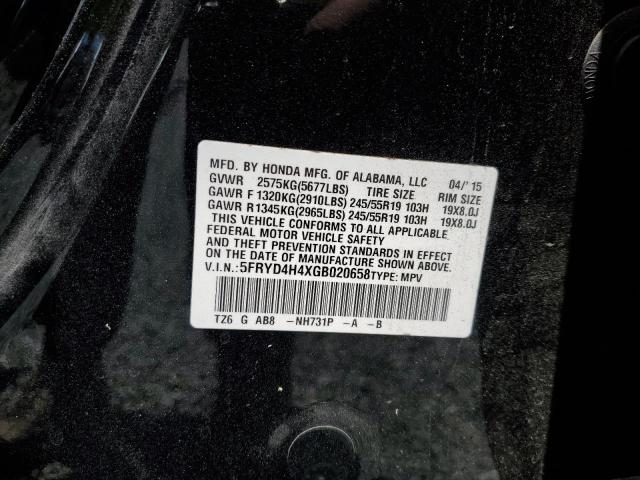 MFD. BY HONDA MFG. OF ALABAMA, LLC 04/'15
GVWR 2575KG(5677LBS) TIRE SIZE RIM SIZE
GAWR F 1320KG(2910LBS) 245/55R19 103H 19X8.0J
GAWR R 1345KG(2965LBS) 245/55R19 103H 19X8.0J
THIS VEHICLE CONFORMS TO ALL APPLICABLE
FEDERAL MOTOR VEHICLE SAFETY
AND THEFT PREVENTION STANDARDS IN EFFECT
ON THE DATE OF MANUFACTURE SHOWN ABOVE.
V.I.N.: 5FRYD4H4XGB020658 TYPE: MPV
TZ6 G AB8 -NH731P -A -B
HONDA